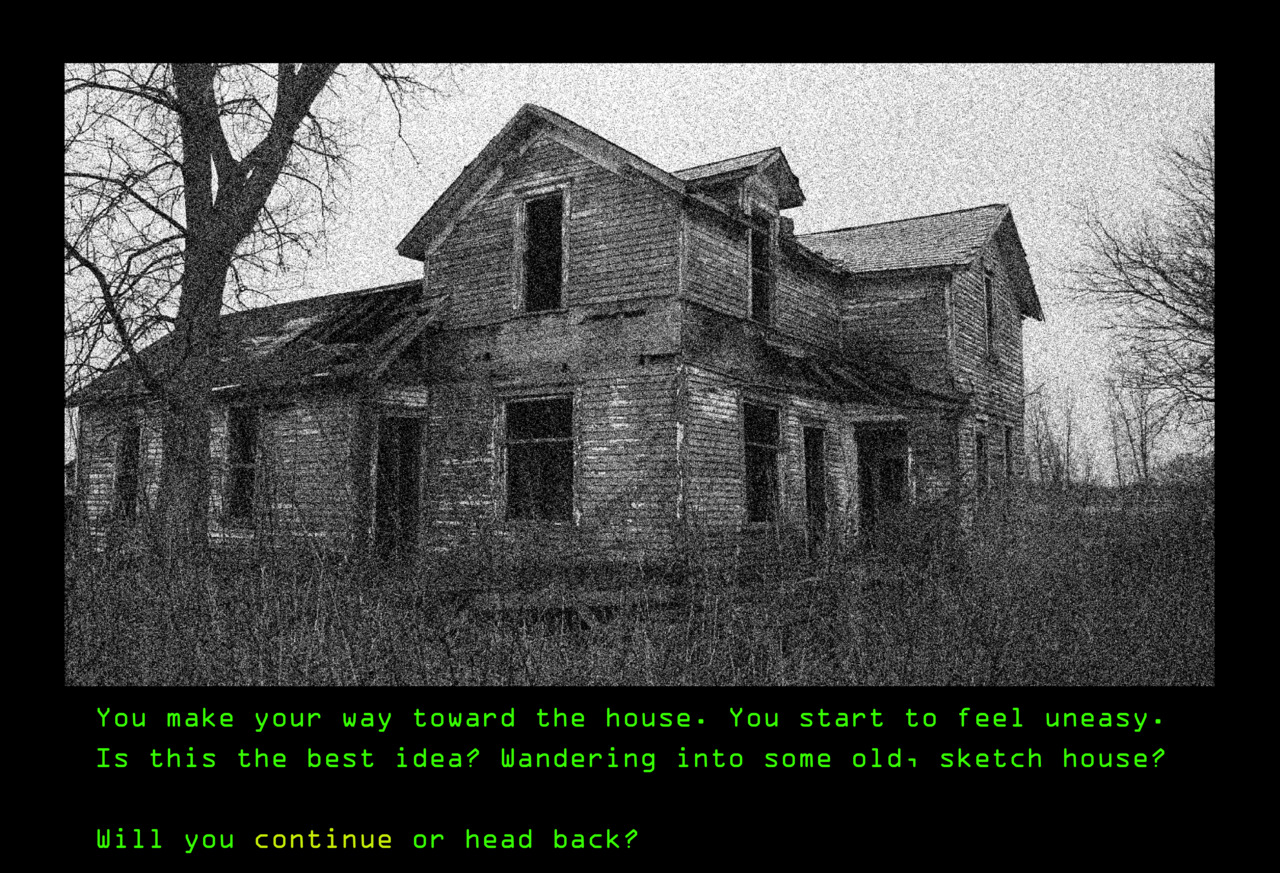 You make your way toward the house. You start to feel uneasy.
Is this the best idea? Wandering into some old, sketch house?
Will you continue or head back?